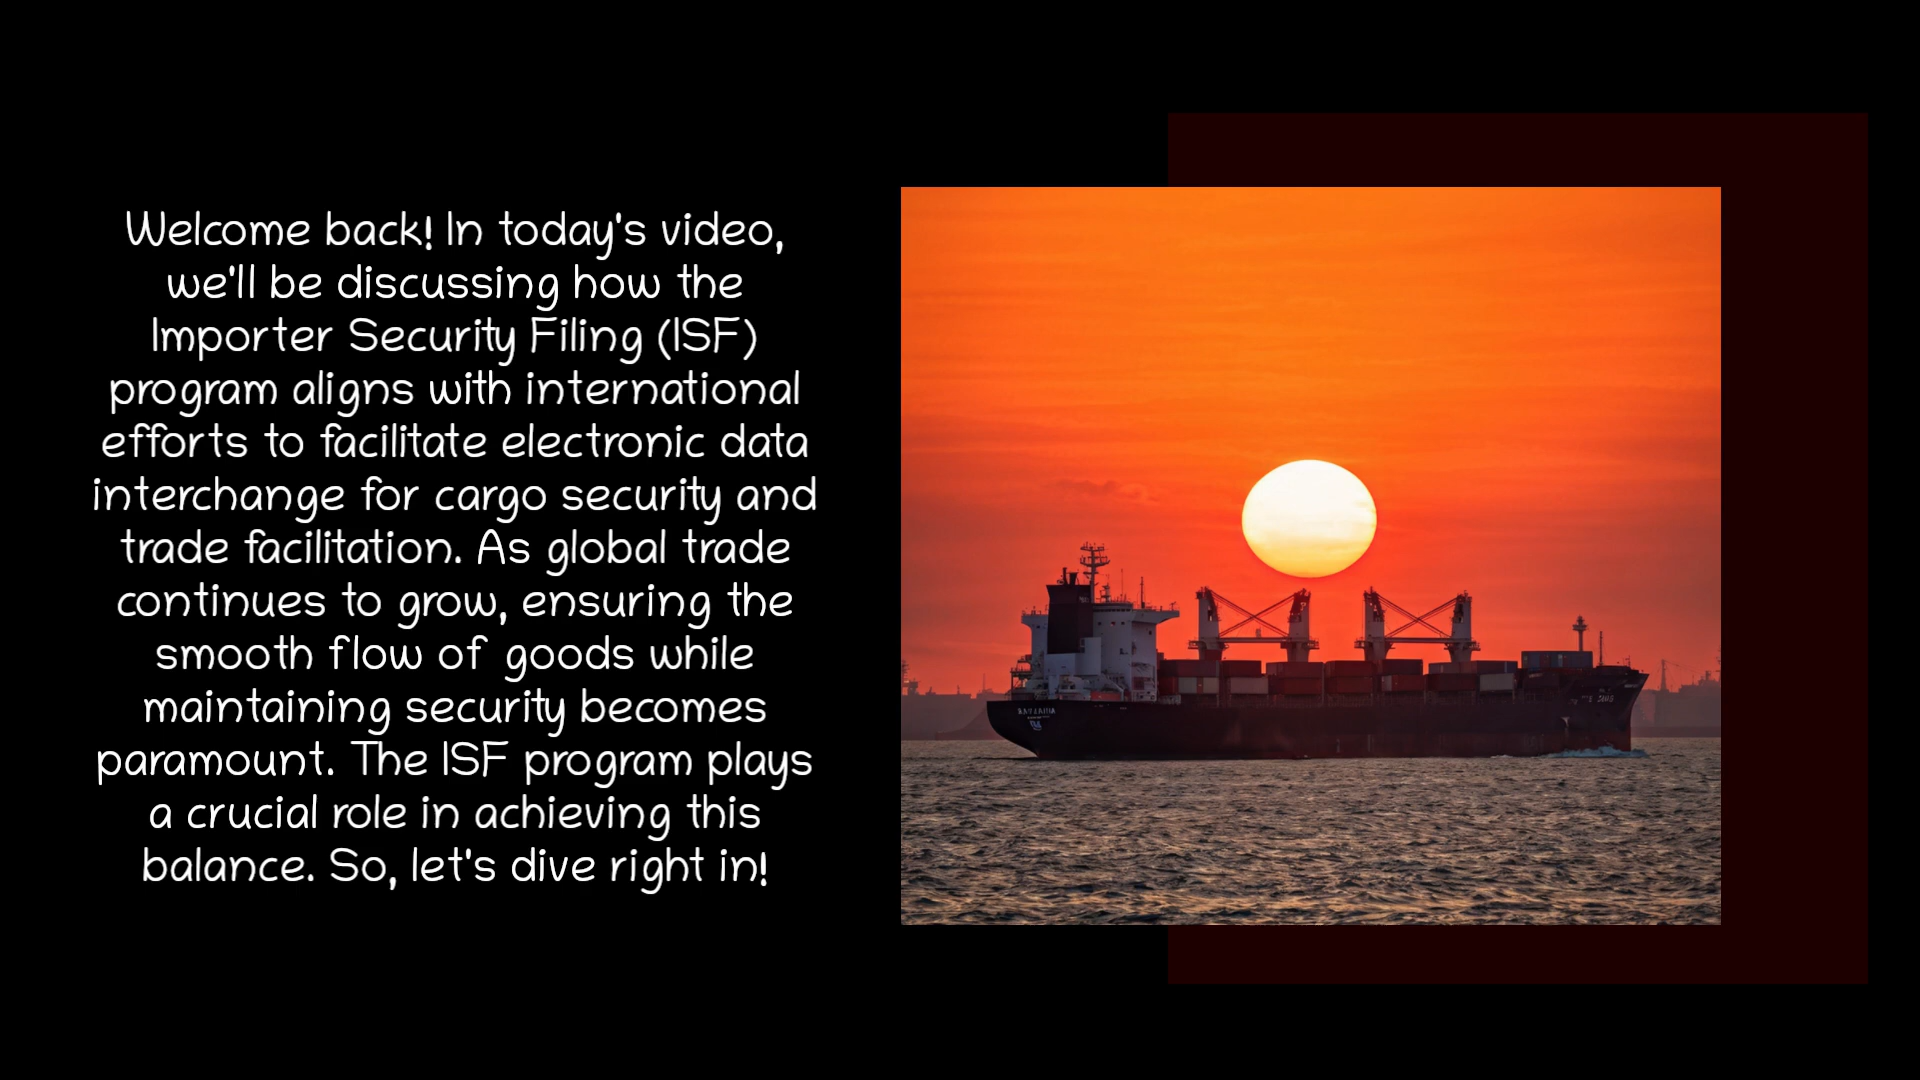 Welcome back! In today's video,
we'll be discussing how the
Importer Security Filing (ISF)
program aligns with international
efforts to facilitate electronic data
interchange for cargo security and
trade facilitation. As global trade
continues to grow, ensuring the
smooth flow of goods while
maintaining security becomes
paramount. The ISF program plays
a crucial role in achieving this
balance. So, let's dive right in!